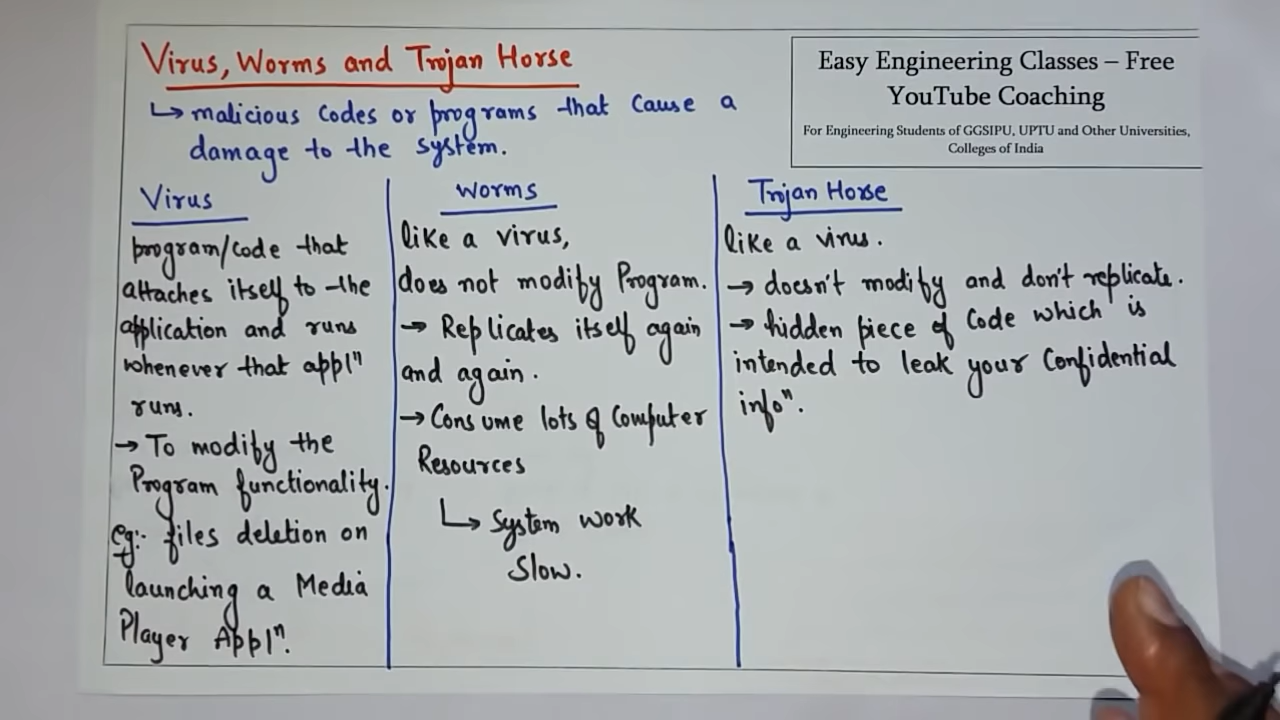 Virus, Worms and Trojan Horse
↳ malicious codes or programs that cause a
damage to the system.
Easy Engineering Classes – Free
YouTube Coaching
For Engineering Students of GGSIPU, UPTU and Other Universities,
Colleges of India
Virus
program/code that
attaches itself to the
application and runs
whenever that applⁿ
runs.
→ To modify the
Program functionality.
eg:- files deletion on
launching a Media
Player Applⁿ.
Worms
like a virus,
does not modify Program.
→ Replicates itself again
and again.
→ Consume lots of Computer
Resources
↳ System work
Slow.
Trojan Horse
like a virus.
→ doesn't modify and don't replicate.
→ hidden piece of Code which is
intended to leak your Confidential
infoⁿ.